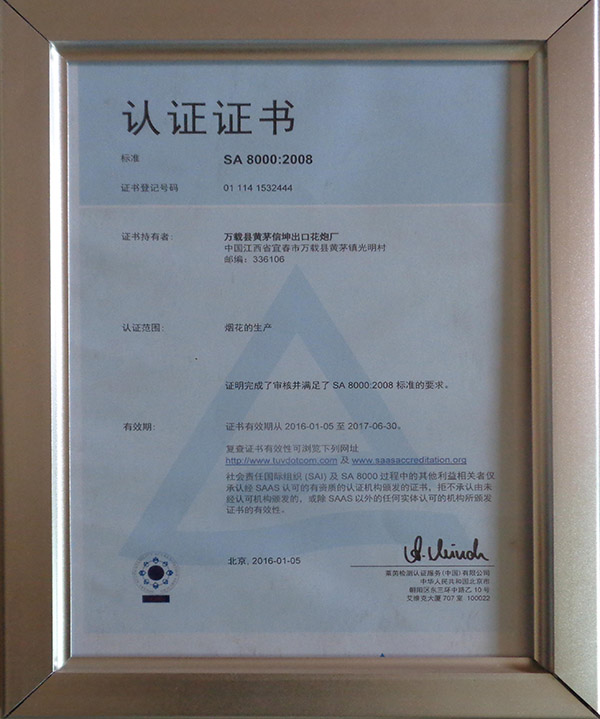 认证证书
标准 SA 8000:2008
证书登记号码 01 114 1532444
证书持有者: 万载县黄茅信坤出口花炮厂
中国江西省宜春市万载县黄茅镇光明村
邮编: 336106
认证范围: 烟花的生产
证明完成了审核并满足了 SA 8000:2008 标准的要求。
有效期: 证书有效期从 2016-01-05 至 2017-06-30。
复查证书有效性可浏览下列网址
http://www.tuvdotcom.com 及 www.saasaccreditation.org
社会责任国际组织 (SAI) 及 SA 8000 过程中的其他利益相关者仅
承认经 SAAS 认可的有资质的认证机构颁发的证书，拒不承认由未
经认可机构颁发的，或除 SAAS 以外的任何实体认可的机构所颁发
证书的有效性。
北京, 2016-01-05
莱茵检测认证服务 (中国) 有限公司
中华人民共和国北京市
朝阳区东三环中路乙 10 号
艾维克大厦 707 室 100022